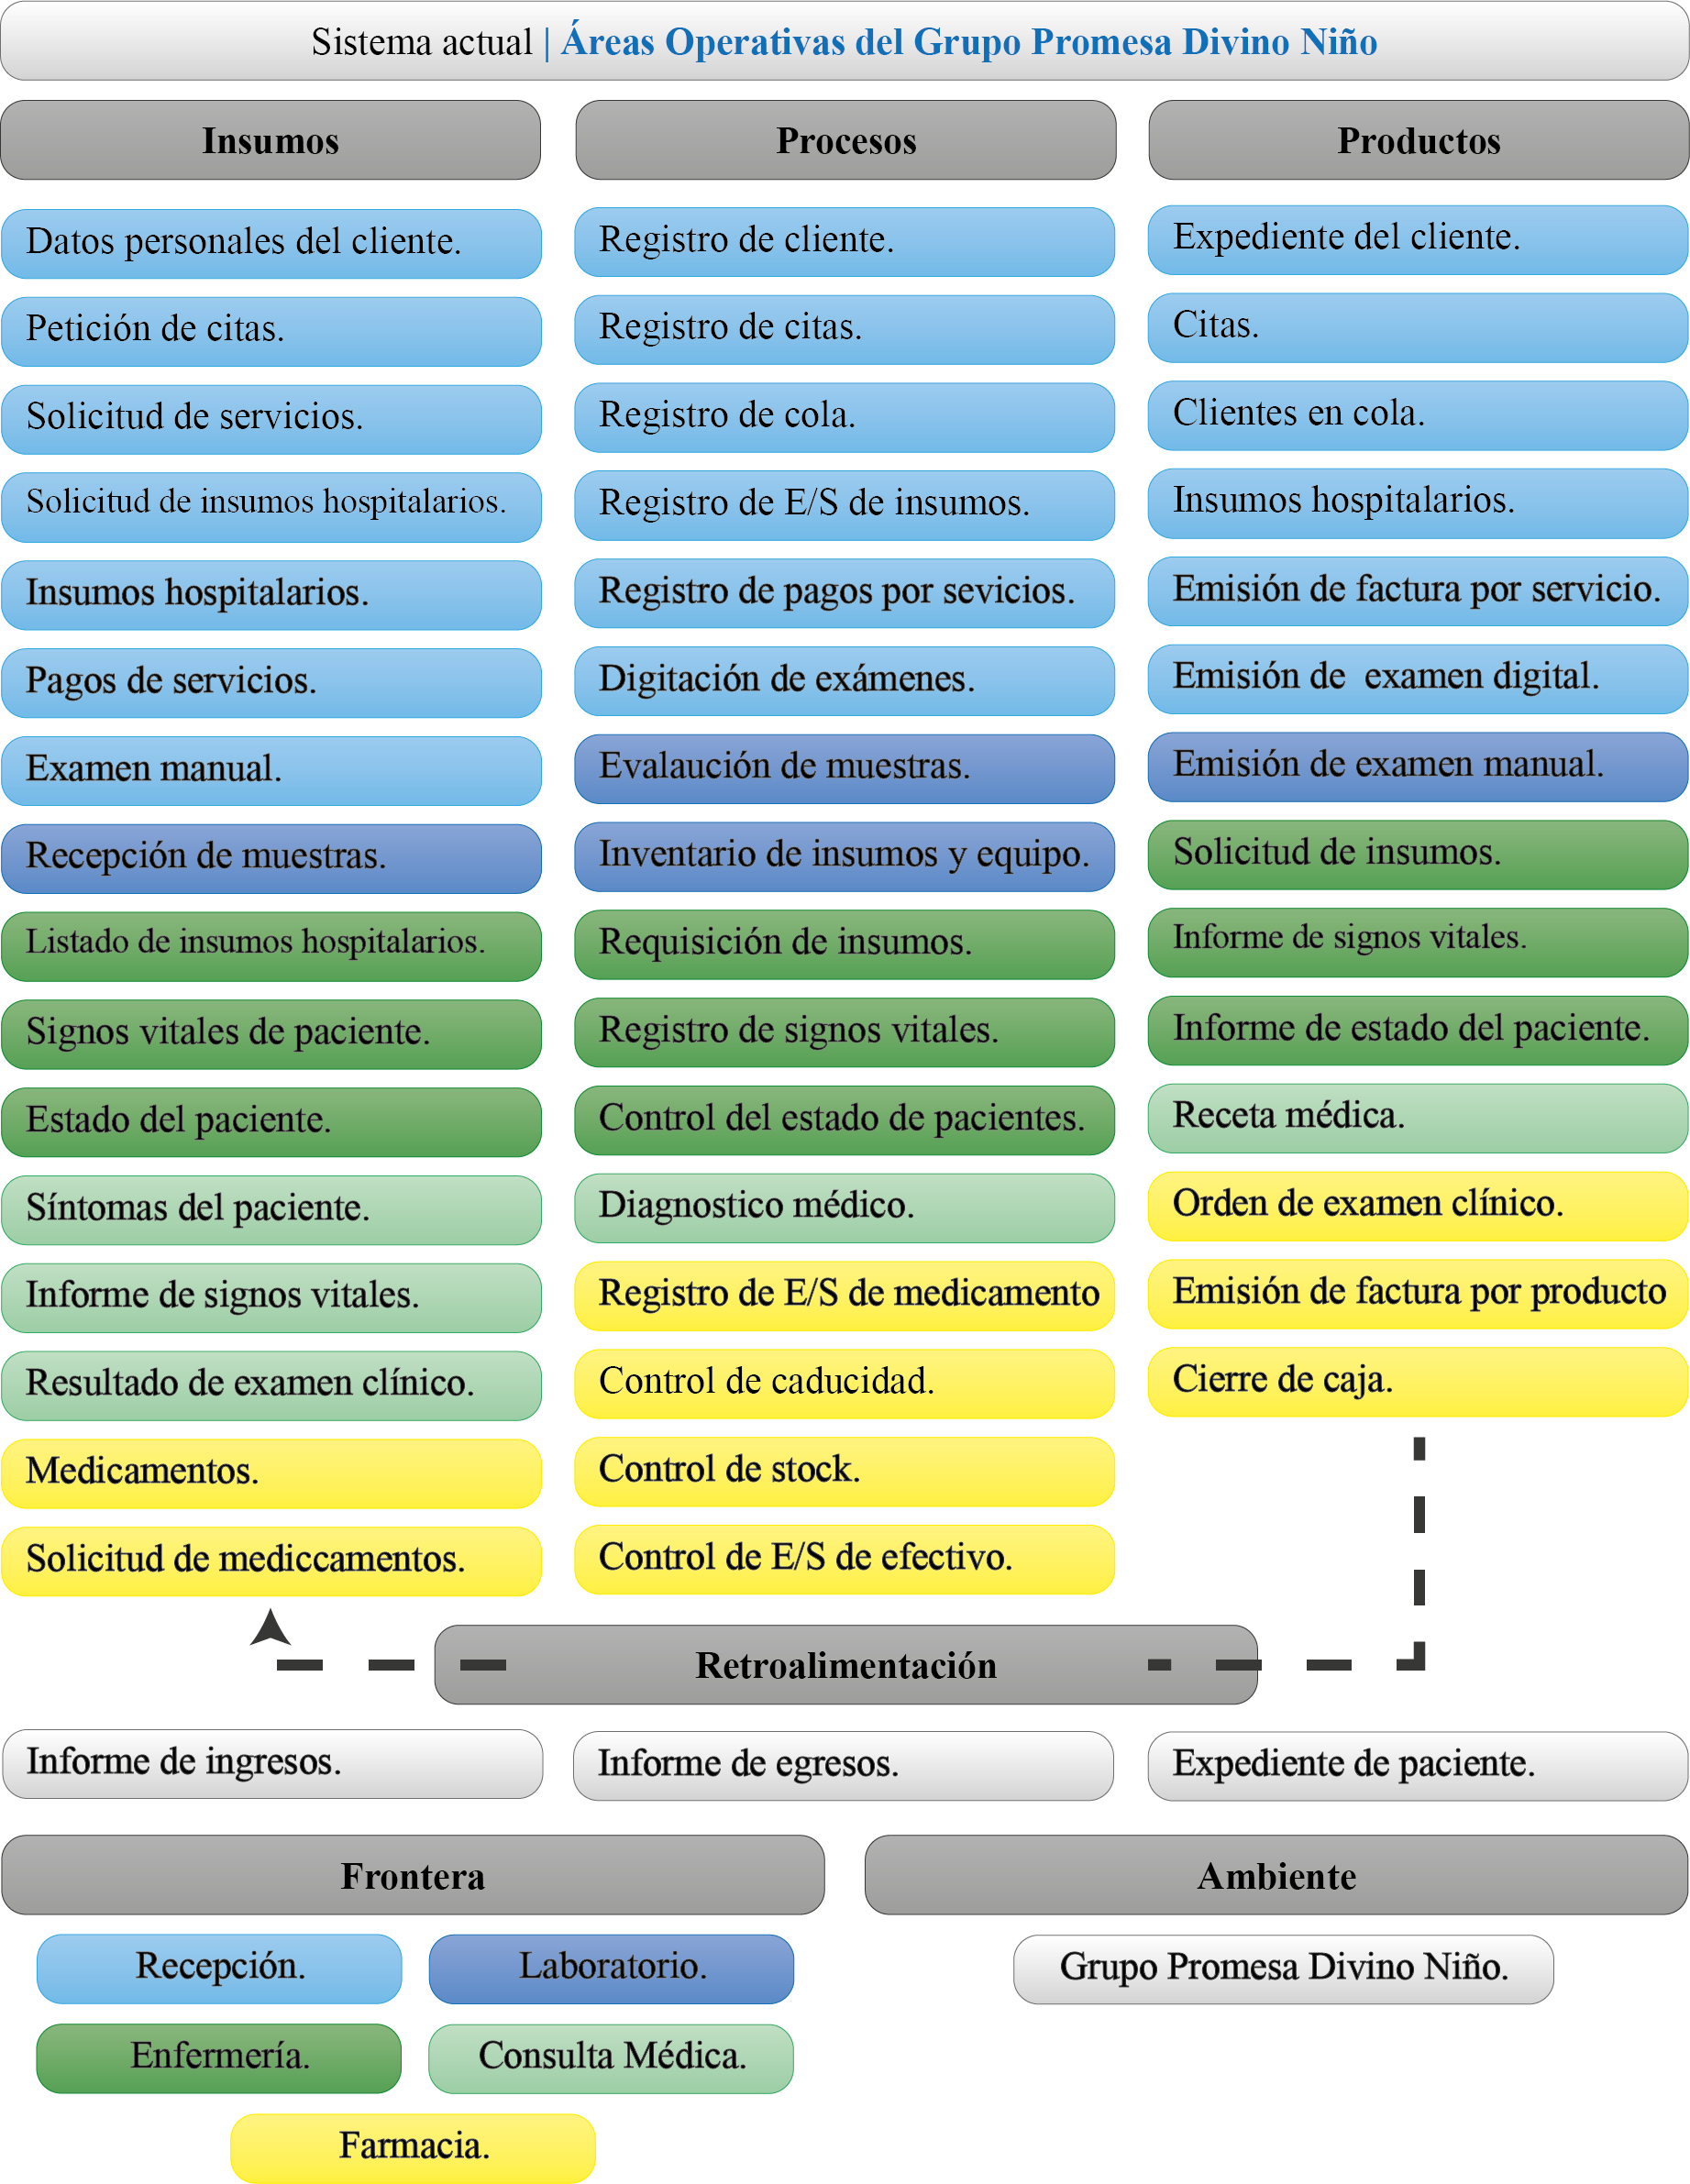 Sistema actual | Áreas Operativas del Grupo Promesa Divino Niño
Insumos
Procesos
Productos
Datos personales del cliente.
Registro de cliente.
Expediente del cliente.
Petición de citas.
Registro de citas.
Citas.
Solicitud de servicios.
Registro de cola.
Clientes en cola.
Solicitud de insumos hospitalarios.
Registro de E/S de insumos.
Insumos hospitalarios.
Insumos hospitalarios.
Registro de pagos por sevicios.
Emisión de factura por servicio.
Pagos de servicios.
Digitación de exámenes.
Emisión de examen digital.
Examen manual.
Evalaución de muestras.
Emisión de examen manual.
Recepción de muestras.
Inventario de insumos y equipo.
Solicitud de insumos.
Listado de insumos hospitalarios.
Requisición de insumos.
Informe de signos vitales.
Signos vitales de paciente.
Registro de signos vitales.
Informe de estado del paciente.
Estado del paciente.
Control del estado de pacientes.
Receta médica.
Síntomas del paciente.
Diagnostico médico.
Orden de examen clínico.
Informe de signos vitales.
Registro de E/S de medicamento
Emisión de factura por producto
Resultado de examen clínico.
Control de caducidad.
Cierre de caja.
Medicamentos.
Control de stock.
Solicitud de mediccamentos.
Control de E/S de efectivo.
Retroalimentación
Informe de ingresos.
Informe de egresos.
Expediente de paciente.
Frontera
Ambiente
Recepción.
Laboratorio.
Grupo Promesa Divino Niño.
Enfermería.
Consulta Médica.
Farmacia.